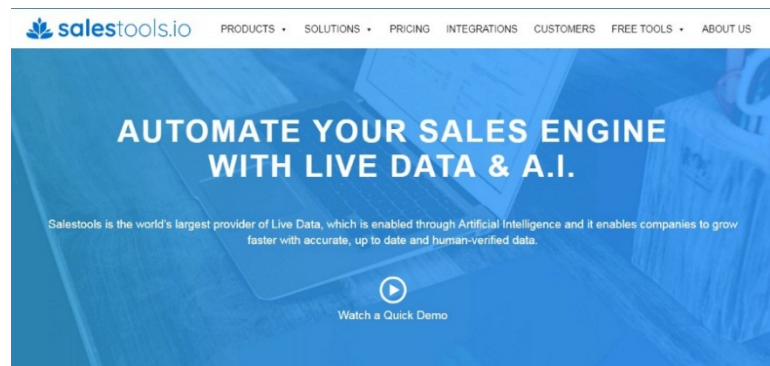 salestools.io PRODUCTS • SOLUTIONS • PRICING INTEGRATIONS CUSTOMERS FREE TOOLS • ABOUT US
AUTOMATE YOUR SALES ENGINE
WITH LIVE DATA & A.I.
Salestools is the world's largest provider of Live Data, which is enabled through Artificial Intelligence and it enables companies to grow
faster with accurate, up to date and human-verified data.
Watch a Quick Demo